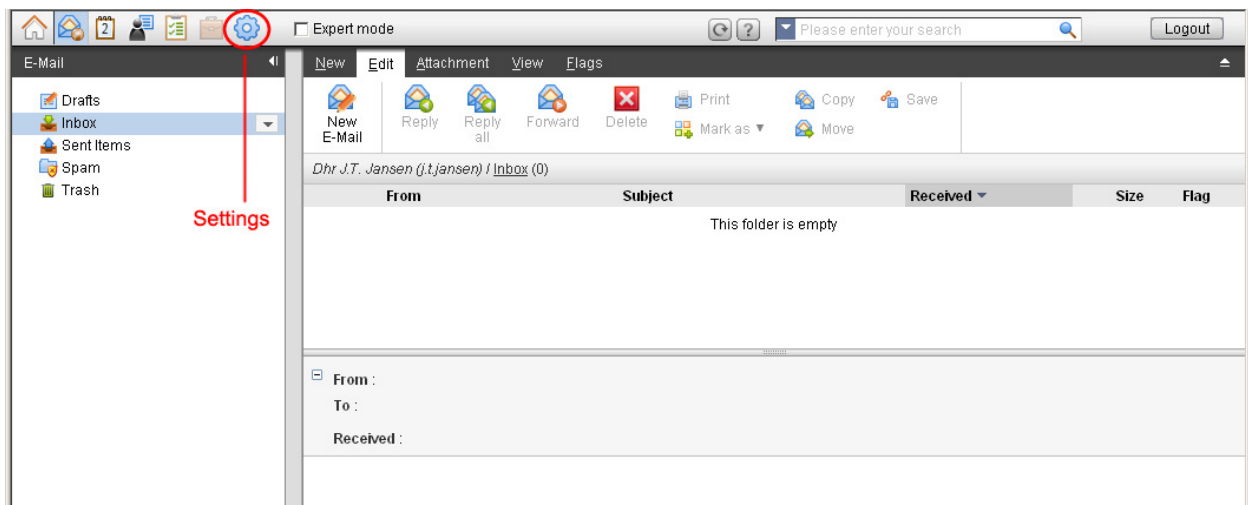 2 Expert mode Please enter your search Logout
E-Mail New Edit Attachment View Flags
Drafts
Inbox
Sent Items
Spam
Trash
Settings
New E-Mail Reply Reply all Forward Delete Print Copy Save
Mark as Move
Dhr J.T. Jansen (j.t.jansen) / Inbox (0)
From Subject Received Size Flag
This folder is empty
From :
To :
Received :